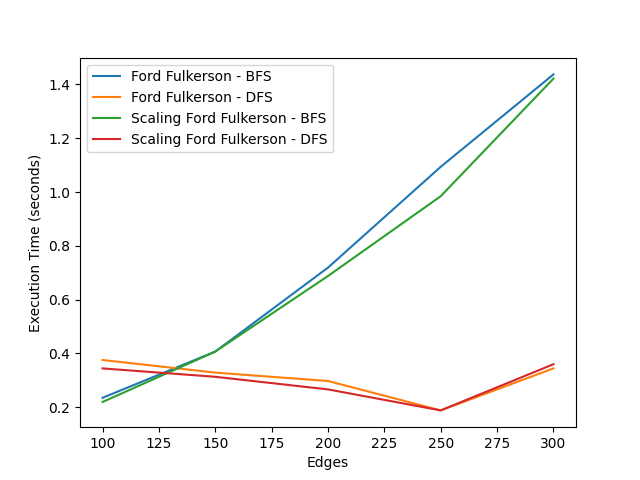 Ford Fulkerson - BFS
Ford Fulkerson - DFS
Scaling Ford Fulkerson - BFS
Scaling Ford Fulkerson - DFS
Execution Time (seconds)
1.4
1.2
1.0
0.8
0.6
0.4
0.2
100 125 150 175 200 225 250 275 300
Edges